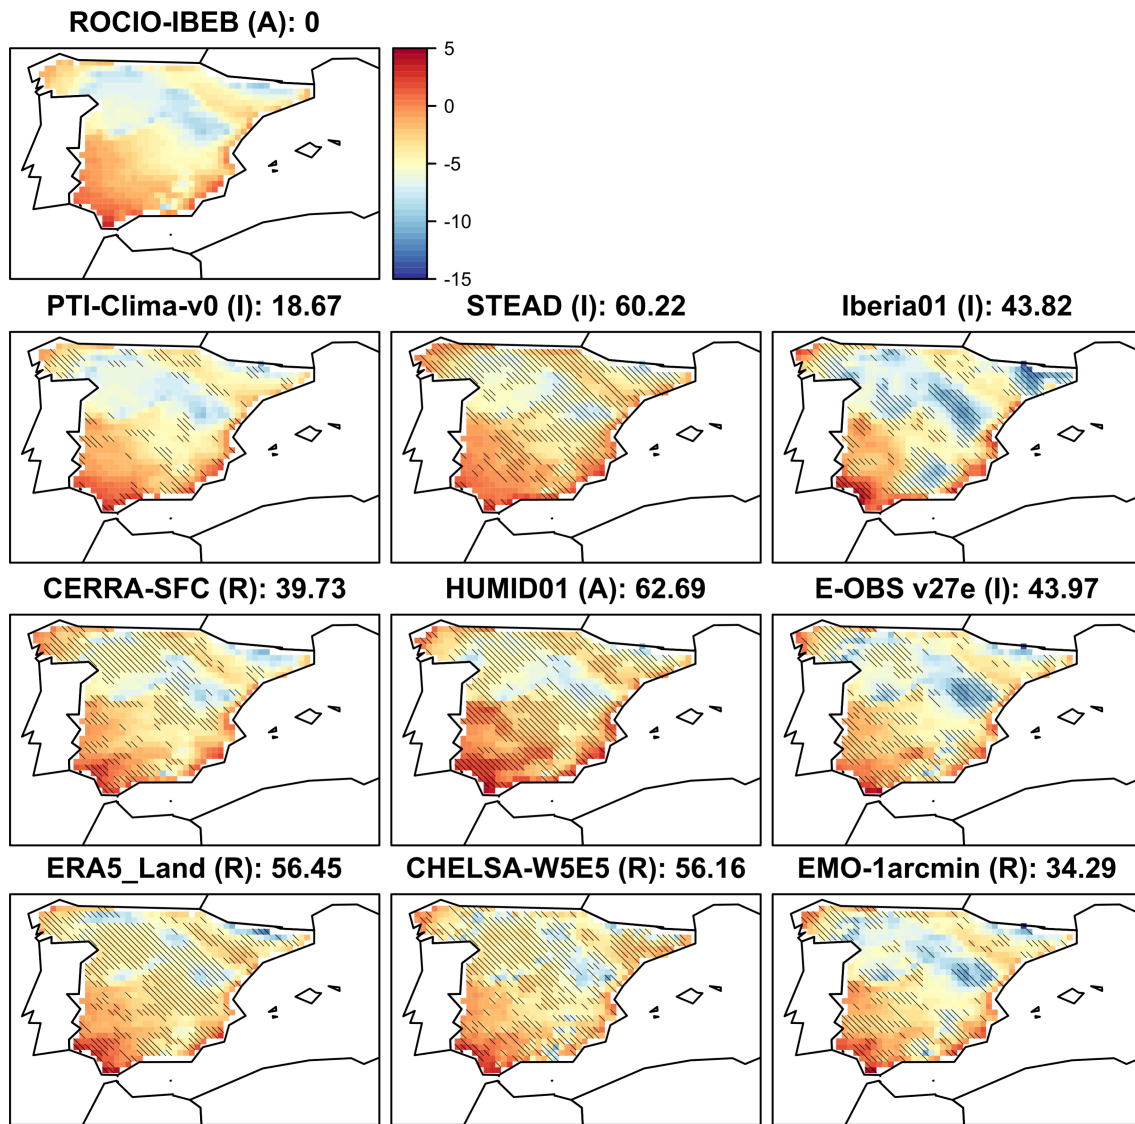 ROCIO-IBEB (A): 0
5
0
-5
-10
-15
PTI-Clima-v0 (I): 18.67
STEAD (I): 60.22
Iberia01 (I): 43.82
CERRA-SFC (R): 39.73
HUMID01 (A): 62.69
E-OBS v27e (I): 43.97
ERA5_Land (R): 56.45
CHELSA-W5E5 (R): 56.16
EMO-1arcmin (R): 34.29